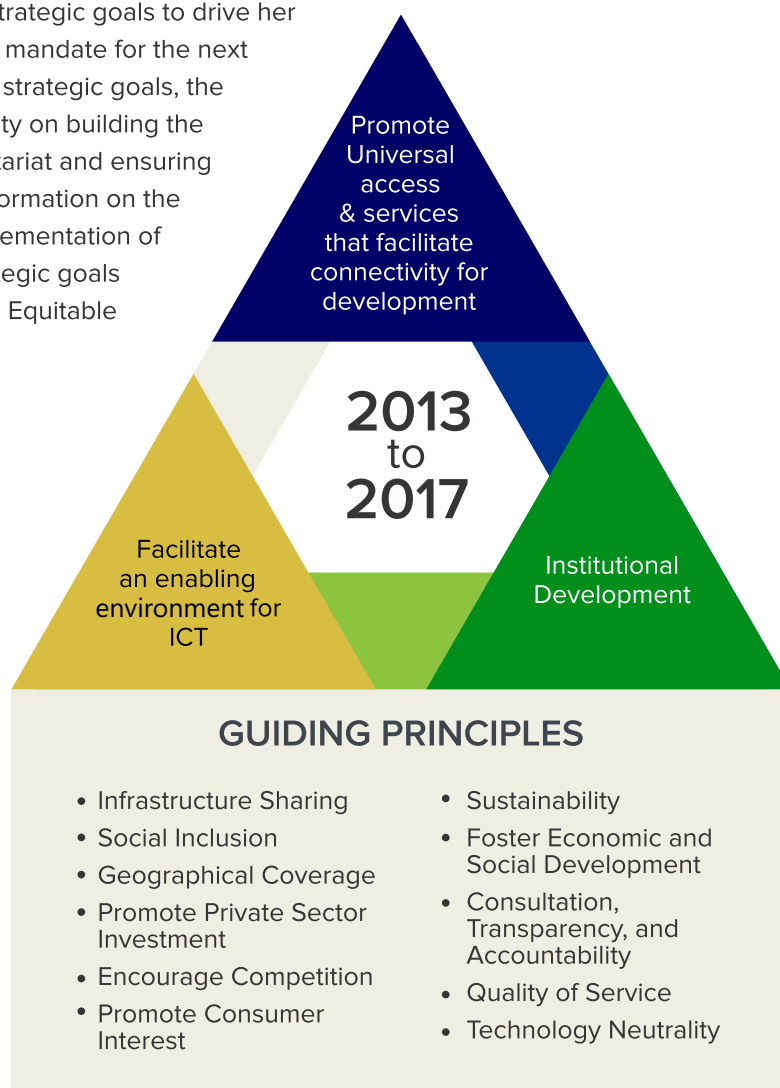 trategic goals to drive her
mandate for the next
strategic goals, the
ty on building the
tariat and ensuring
ormation on the
ementation of
egic goals
Equitable
Promote
Universal
access
& services
that facilitate
connectivity for
development
2013
to
2017
Facilitate
an enabling
environment for
ICT
Institutional
Development
GUIDING PRINCIPLES
• Infrastructure Sharing
• Social Inclusion
• Geographical Coverage
• Promote Private Sector
Investment
• Encourage Competition
• Promote Consumer
Interest
• Sustainability
• Foster Economic and
Social Development
• Consultation,
Transparency, and
Accountability
• Quality of Service
• Technology Neutrality